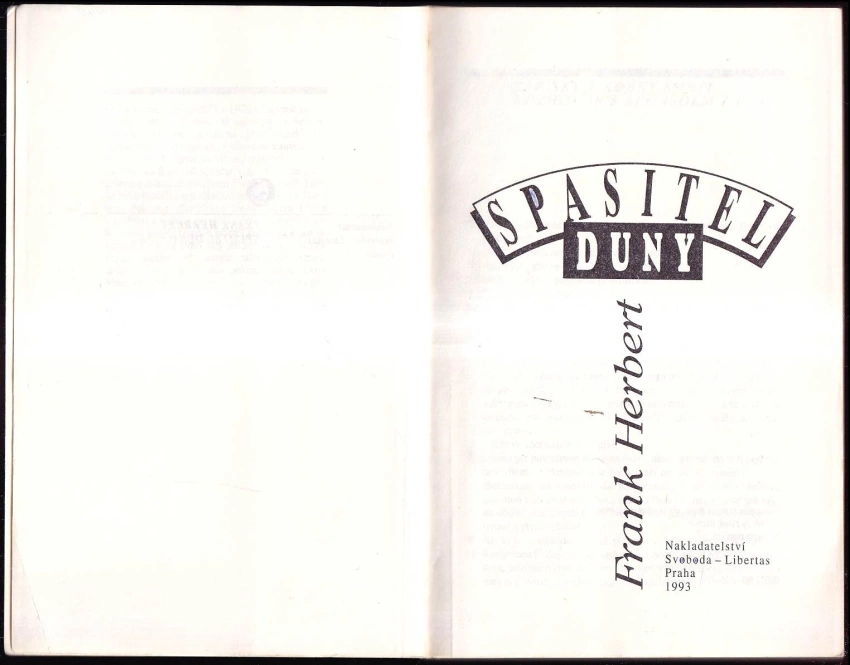 SPASITEL
DUNY
Frank Herbert
Nakladatelství
Svoboda – Libertas
Praha
1993